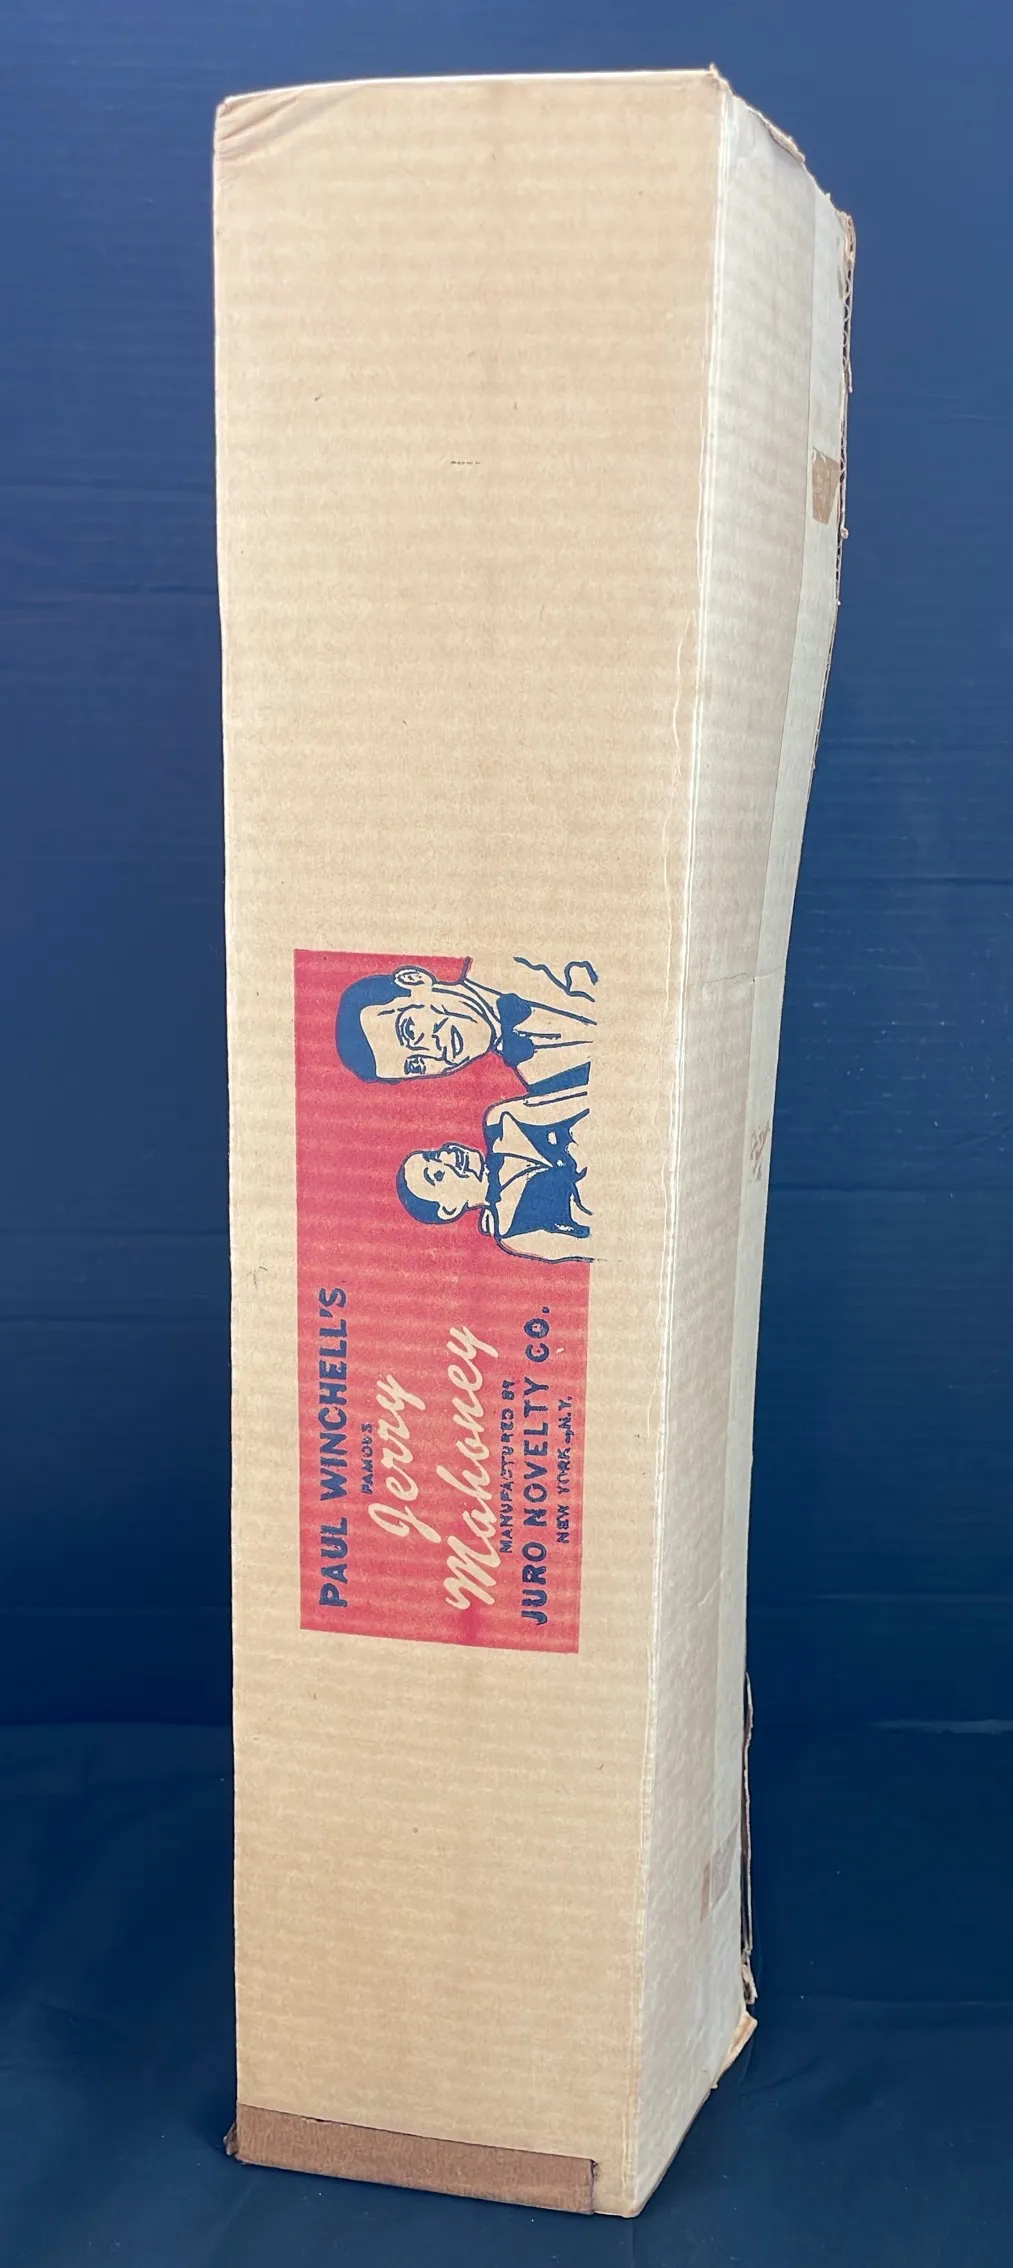 PAUL WINCHELL'S
FAMOUS
Jerry
Mahoney
MANUFACTURED BY
JURO NOVELTY CO.
NEW YORK, N.Y.